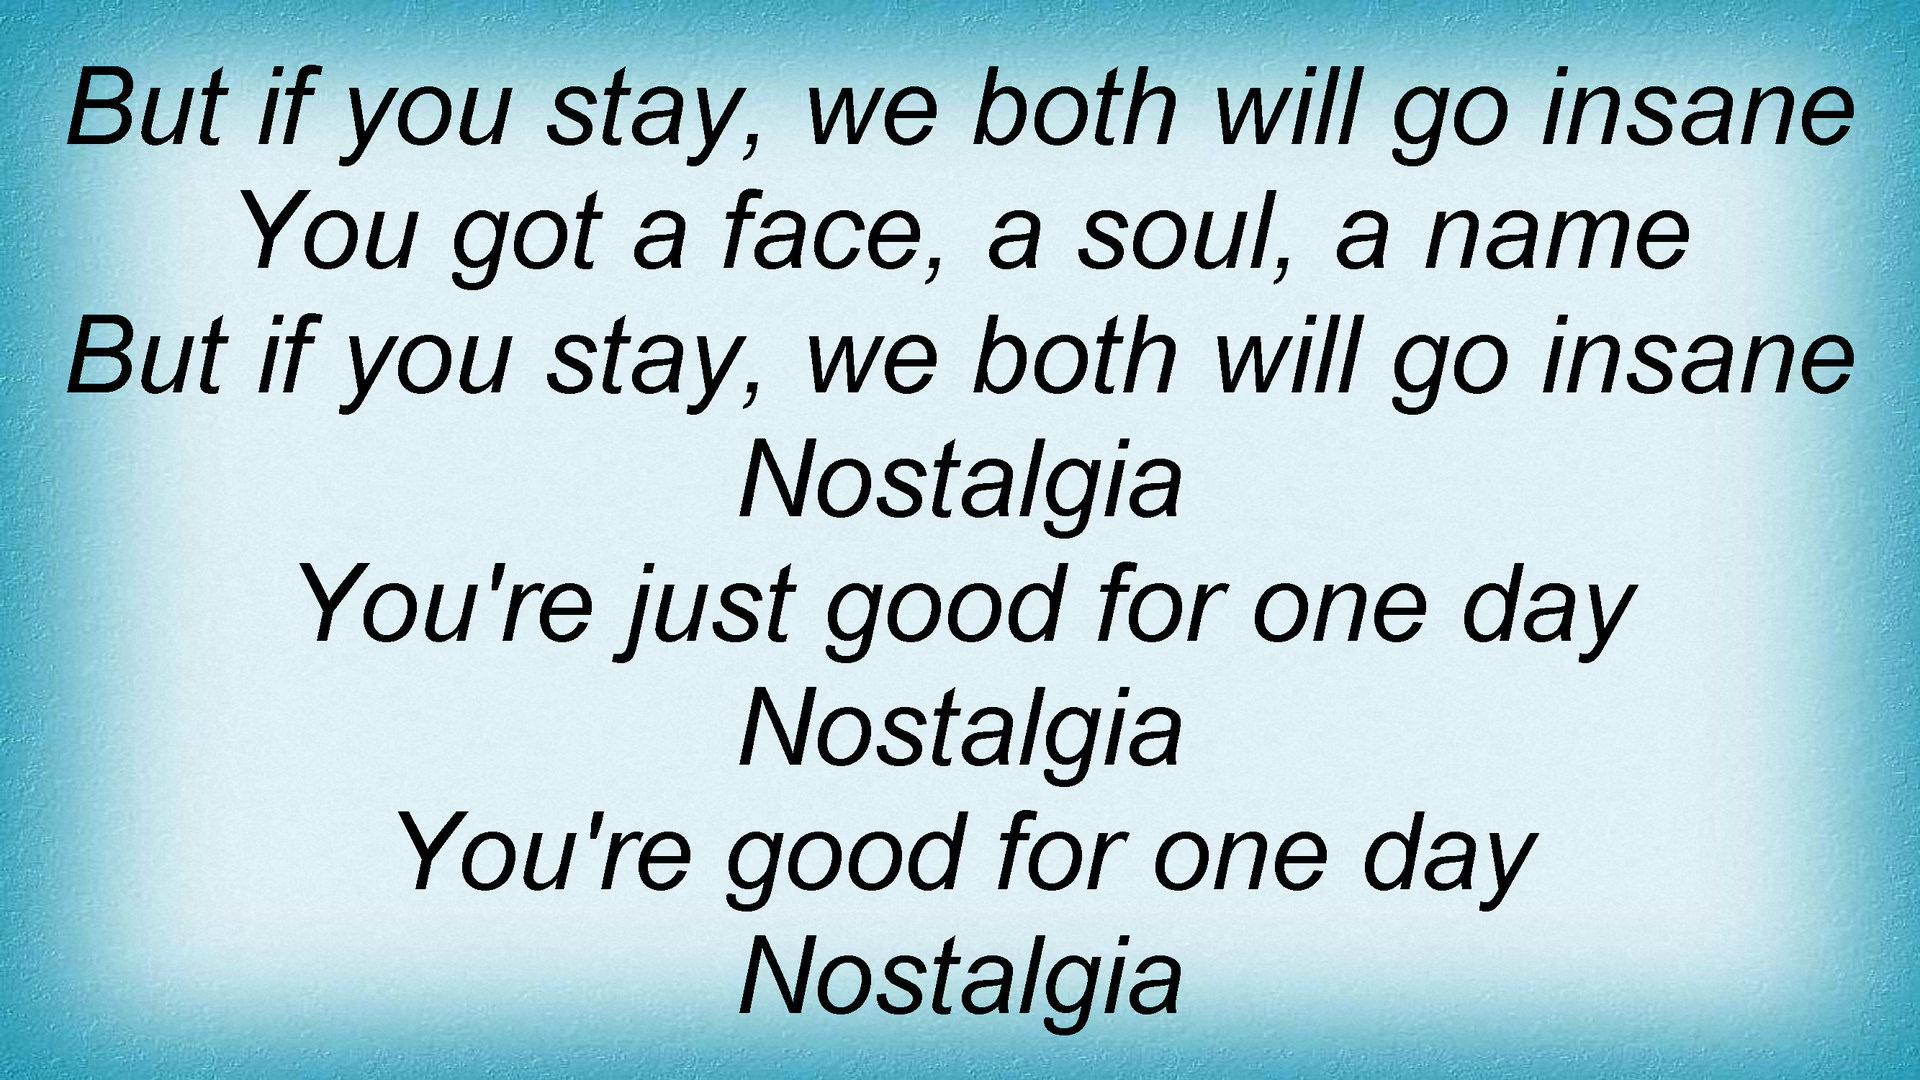 But if you stay, we both will go insane
You got a face, a soul, a name
But if you stay, we both will go insane
Nostalgia
You're just good for one day
Nostalgia
You're good for one day
Nostalgia